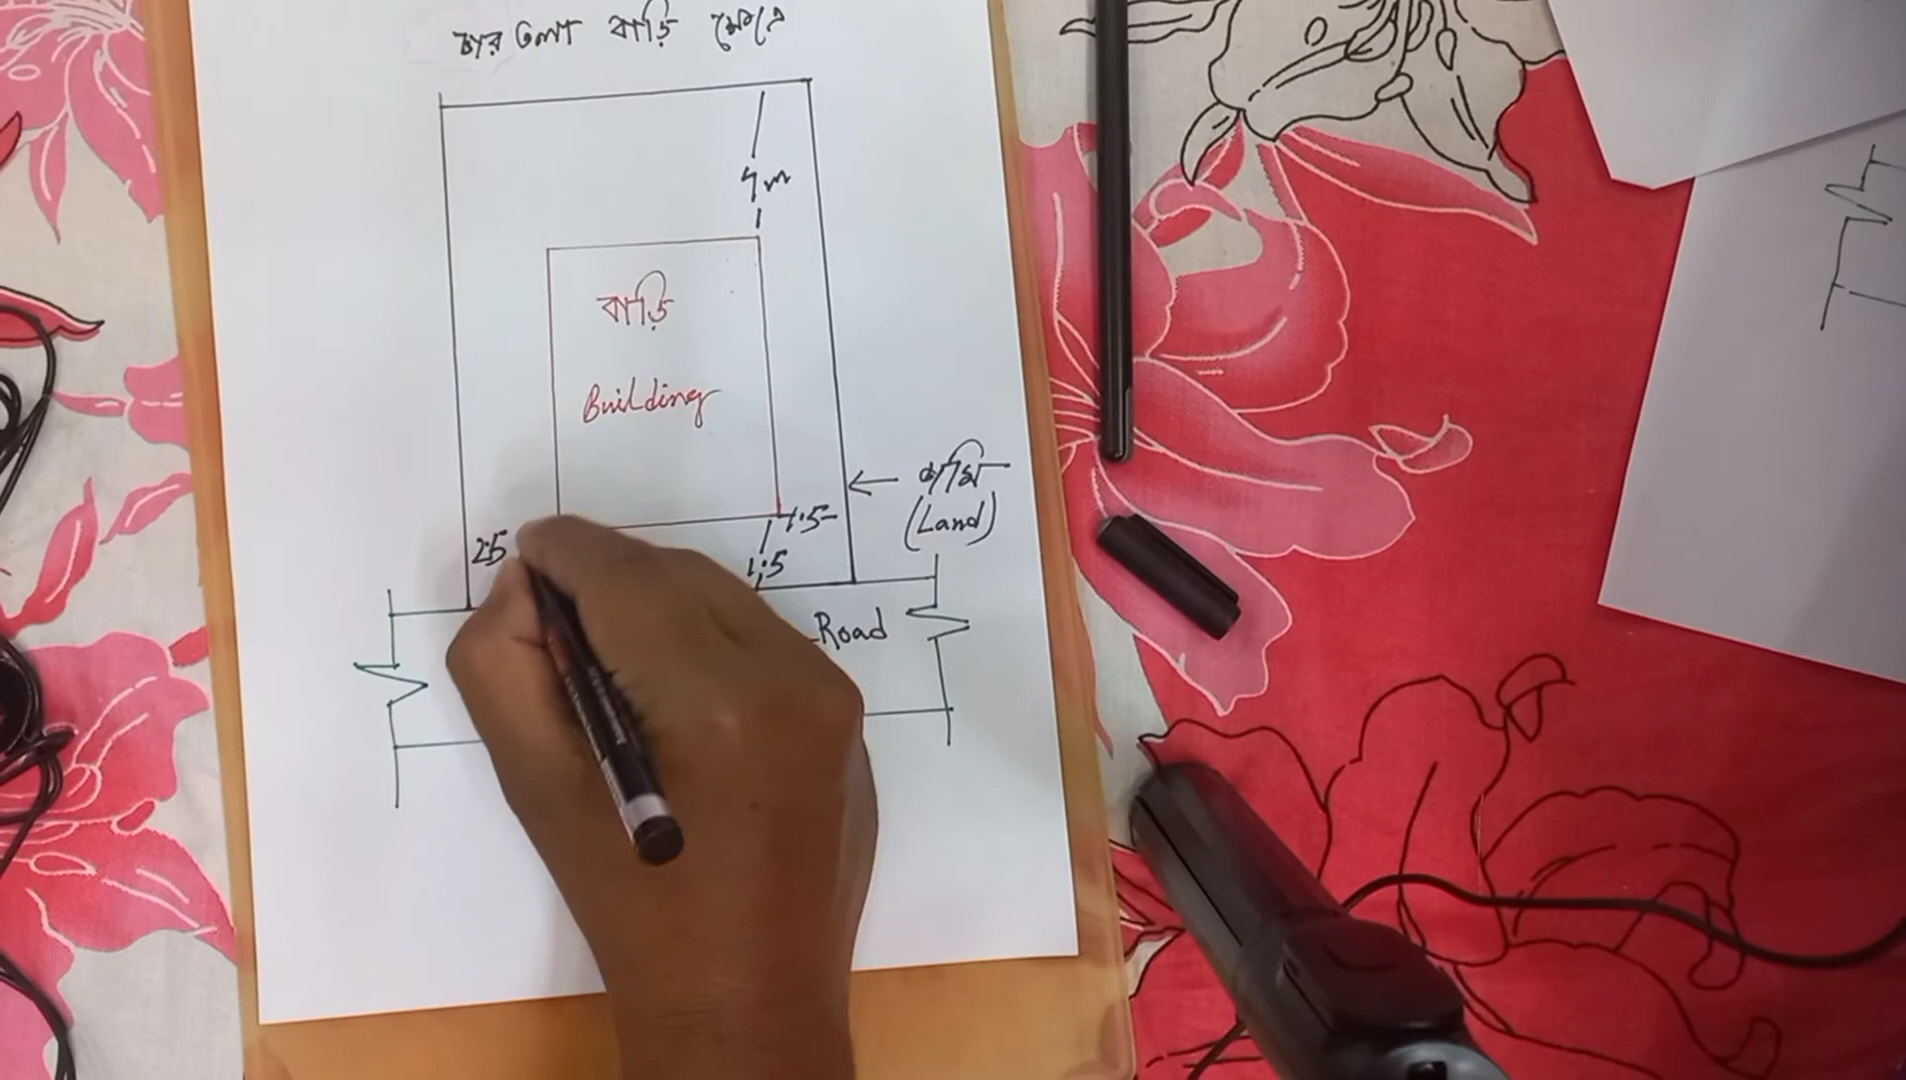 চার তলা বাড়ি ক্ষেত্রে
4m
বাড়ি
Building
জমি
(Land)
1.5
2.5
1.5
Road